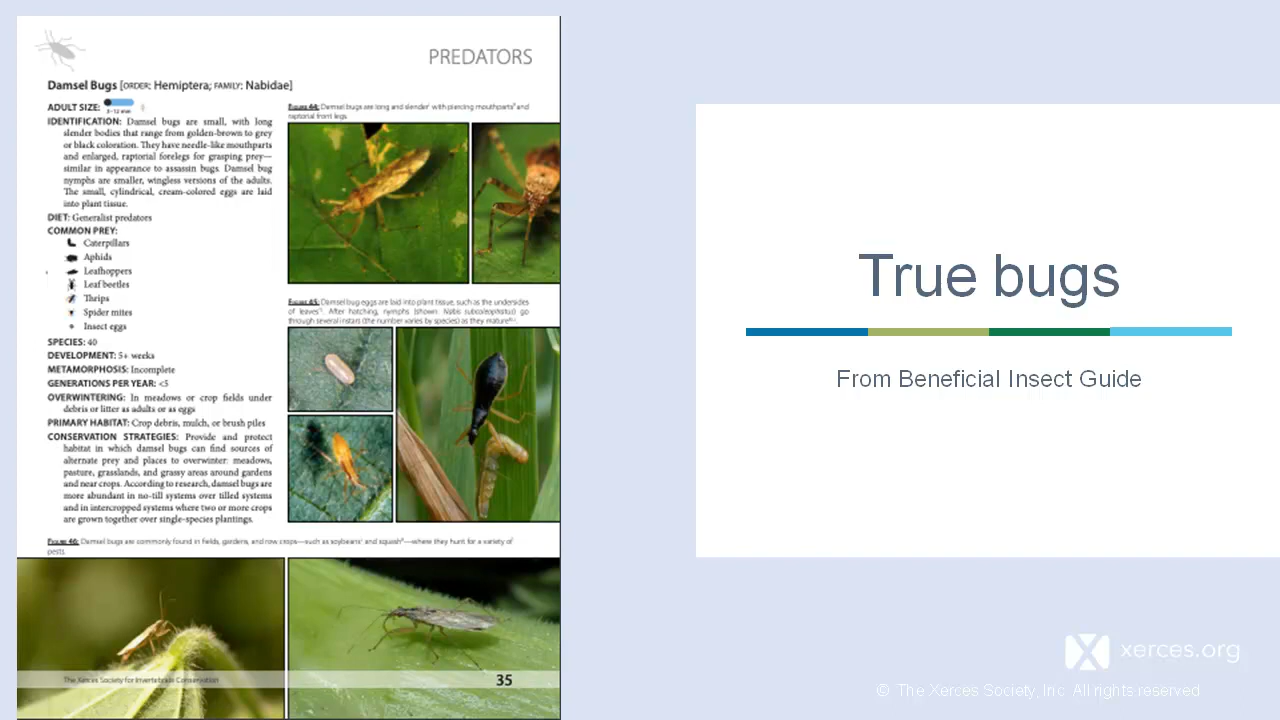 PREDATORS
Damsel Bugs [ORDER: Hemiptera; FAMILY: Nabidae]
ADULT SIZE:
3–12 mm
IDENTIFICATION: Damsel bugs are small, with long
slender bodies that range from golden-brown to grey
or black coloration. They have needle-like mouthparts
and enlarged, raptorial forelegs for grasping prey—
similar in appearance to assassin bugs. Damsel bug
nymphs are smaller, wingless versions of the adults.
The small, cylindrical, cream-colored eggs are laid
into plant tissue.
DIET: Generalist predators
COMMON PREY:
Caterpillars
Aphids
Leafhoppers
Leaf beetles
Thrips
Spider mites
Insect eggs
SPECIES: 40
DEVELOPMENT: 5+ weeks
METAMORPHOSIS: Incomplete
GENERATIONS PER YEAR: <5
OVERWINTERING: In meadows or crop fields under
debris or litter as adults or as eggs
PRIMARY HABITAT: Crop debris, mulch, or brush piles
CONSERVATION STRATEGIES: Provide and protect
habitat in which damsel bugs can find sources of
alternate prey and places to overwinter: meadows,
pasture, grasslands, and grassy areas around gardens
and near crops. According to research, damsel bugs are
more abundant in no-till systems over tilled systems
and in intercropped systems where two or more crops
are grown together over single-species plantings.
FIGURE 44: Damsel bugs are long and slender with piercing mouthparts and
raptorial front legs.
FIGURE 45: Damsel bug eggs are laid into plant tissue, such as the undersides
of leaves. After hatching, nymphs (shown Nabis subcoleoptratus) go
through several instars (the number varies by species) as they mature
FIGURE 46: Damsel bugs are commonly found in fields, gardens, and row crops—such as soybeans and squash—where they hunt for a variety of
pests.
The Xerces Society for Invertebrate Conservation
35
True bugs
From Beneficial Insect Guide
xerces.org
© The Xerces Society, Inc. All rights reserved